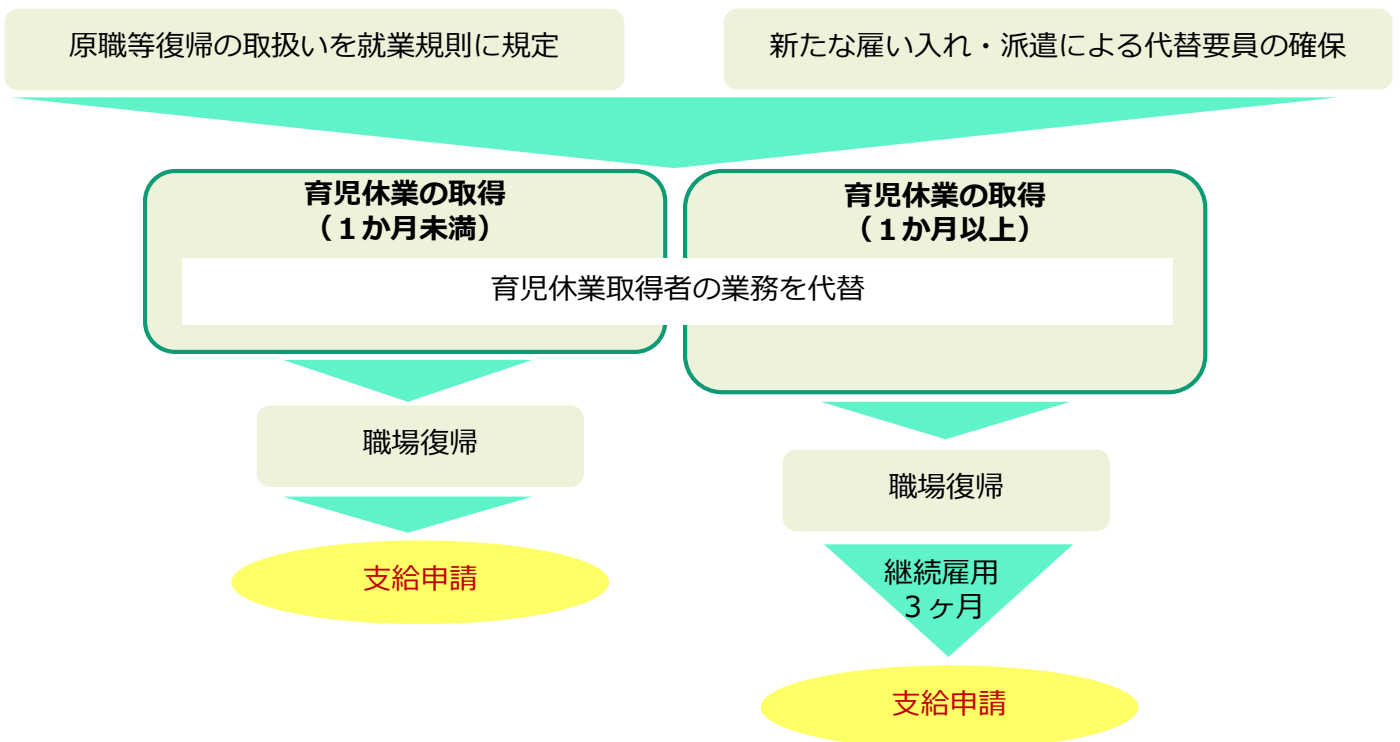 原職等復帰の取扱いを就業規則に規定
新たな雇い入れ・派遣による代替要員の確保
育児休業の取得
（１か月未満）
育児休業の取得
（１か月以上）
育児休業取得者の業務を代替
職場復帰
支給申請
職場復帰
継続雇用
３ヶ月
支給申請